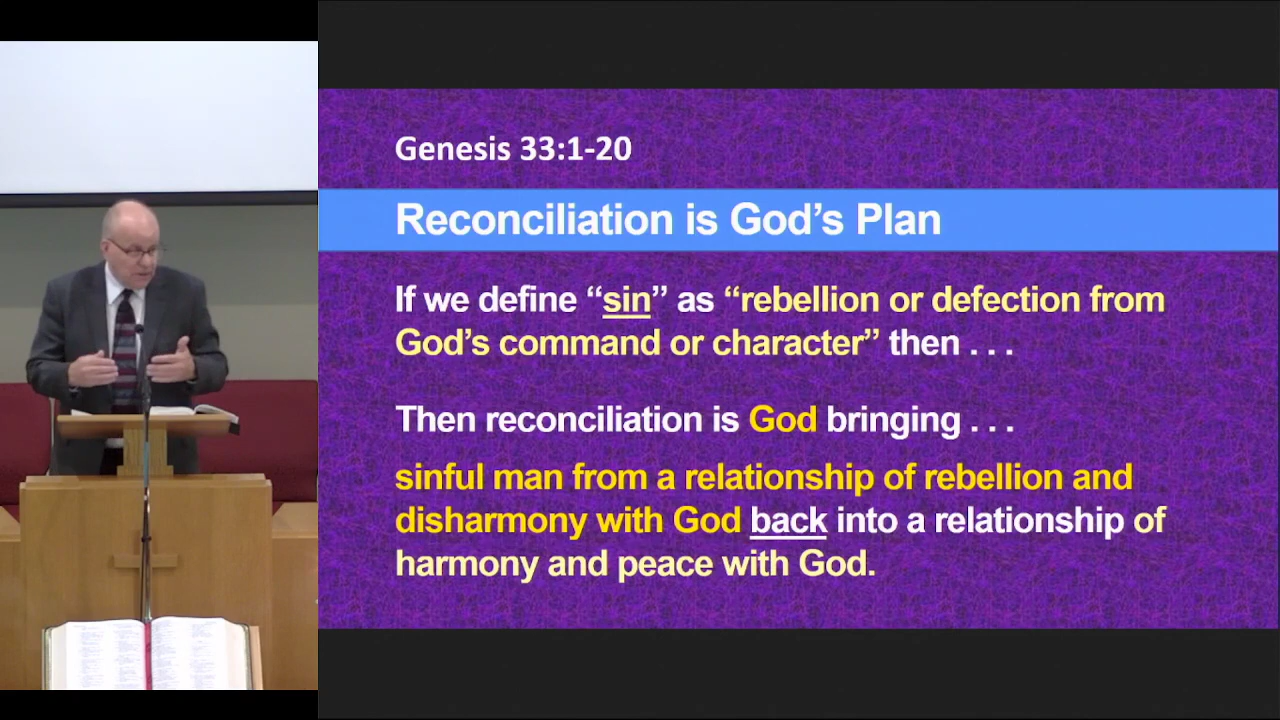 Genesis 33:1-20
Reconciliation is God’s Plan
If we define “sin” as “rebellion or defection from
God’s command or character” then . . .
Then reconciliation is God bringing . . .
sinful man from a relationship of rebellion and
disharmony with God back into a relationship of
harmony and peace with God.